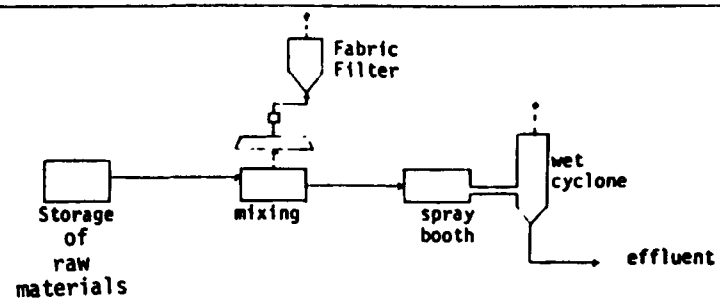 Fabric
Filter
wet
cyclone
Storage
of
raw
materials
mixing
spray
booth
effluent